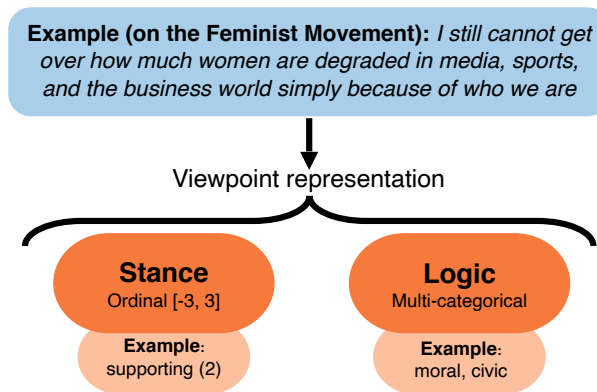 Example (on the Feminist Movement): I still cannot get
over how much women are degraded in media, sports,
and the business world simply because of who we are
Viewpoint representation
Stance
Ordinal [-3, 3]
Example:
supporting (2)
Logic
Multi-categorical
Example:
moral, civic